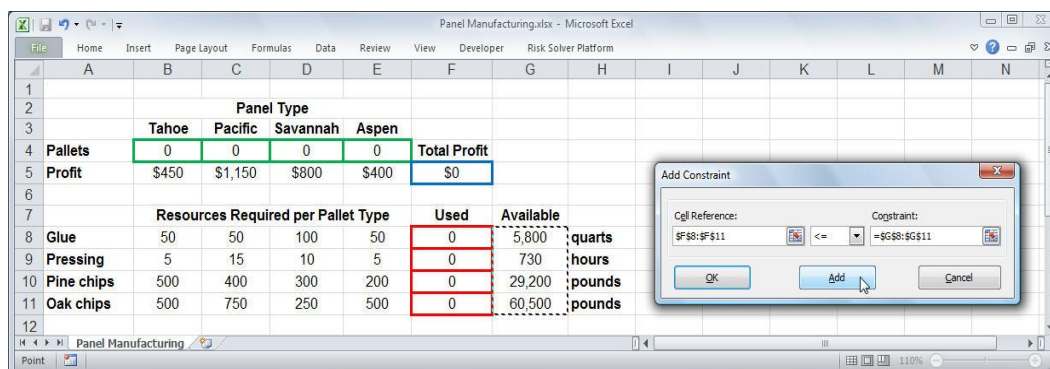 Panel Manufacturing.xlsx - Microsoft Excel
File Home Insert Page Layout Formulas Data Review View Developer Risk Solver Platform
A B C D E F G H I J K L M N
1
2 Panel Type
3 Tahoe Pacific Savannah Aspen
4 Pallets 0 0 0 0 Total Profit
5 Profit $450 $1,150 $800 $400 $0
6
7 Resources Required per Pallet Type Used Available
8 Glue 50 50 100 50 0 5,800 quarts
9 Pressing 5 15 10 5 0 730 hours
10 Pine chips 500 400 300 200 0 29,200 pounds
11 Oak chips 500 750 250 500 0 60,500 pounds
12
Add Constraint
Cell Reference: Constraint:
$F$8:$F$11 <= =$G$8:$G$11
OK Add Cancel
Panel Manufacturing
Point 110%